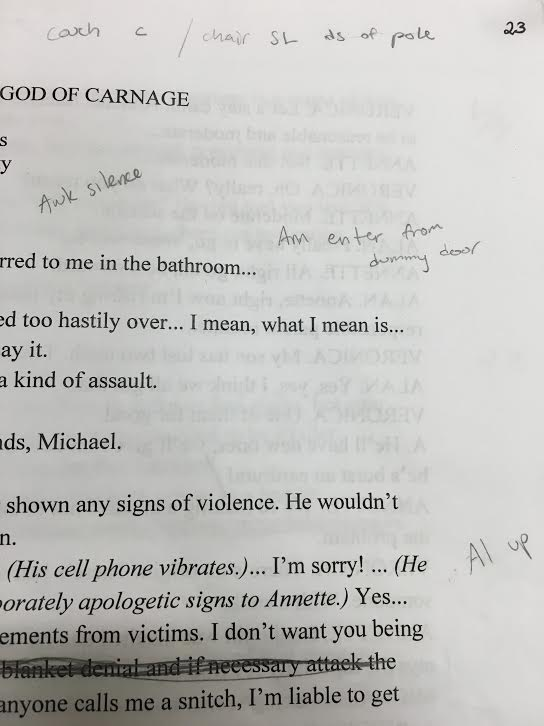 couch c / chair SL ds of pole 23
GOD OF CARNAGE
s
y
Awk silence
Am enter from
dummy door
rred to me in the bathroom...
ed too hastily over... I mean, what I mean is...
ay it.
a kind of assault.
nds, Michael.
shown any signs of violence. He wouldn't
n.
(His cell phone vibrates.)... I'm sorry! ... (He
Al up
porately apologetic signs to Annette.) Yes...
ements from victims. I don't want you being
blanket denial and if necessary attack the
anyone calls me a snitch, I'm liable to get